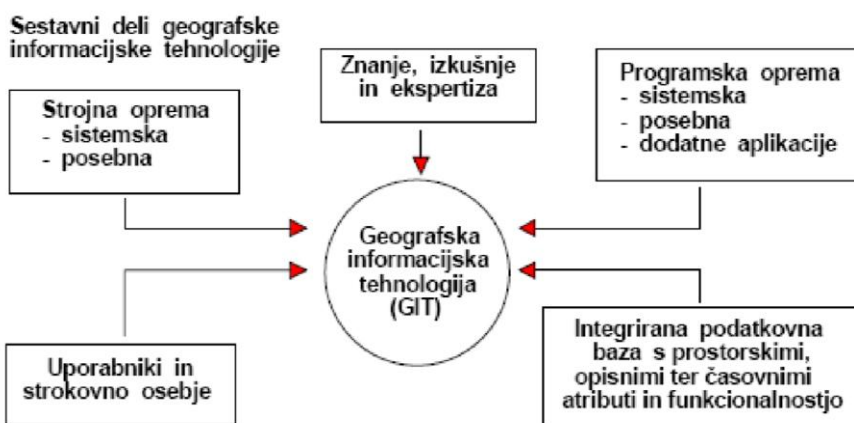 Sestavni deli geografske
informacijske tehnologije
Strojna oprema
- sistemska
- posebna
Znanje, izkušnje
in ekspertiza
Programska oprema
- sistemska
- posebna
- dodatne aplikacije
Geografska
informacijska
tehnologija
(GIT)
Uporabniki in
strokovno osebje
Integrirana podatkovna
baza s prostorskimi,
opisnimi ter časovnimi
atributi in funkcionalnostjo